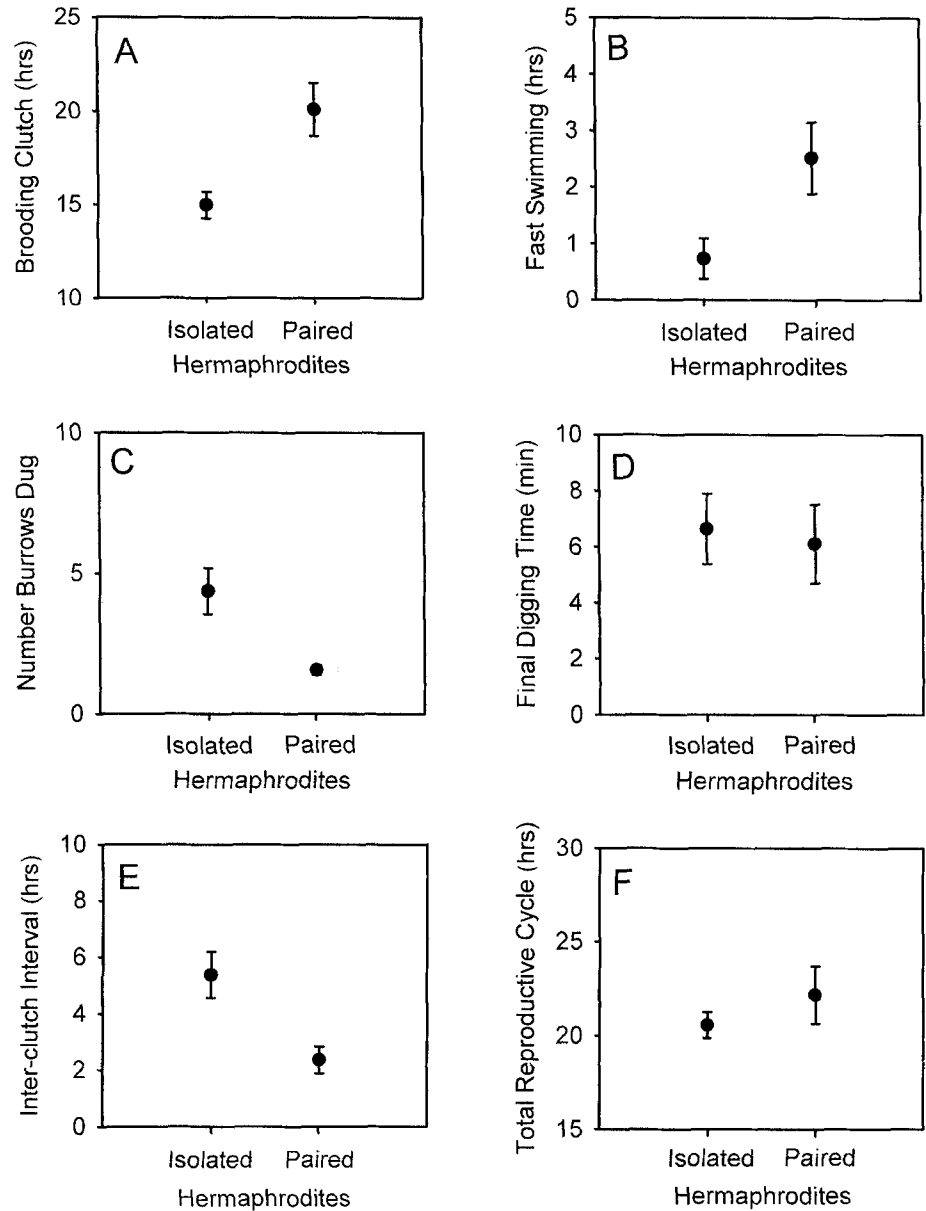 A
Brooding Clutch (hrs)
25
20
15
10
Isolated Paired
Hermaphrodites
B
Fast Swimming (hrs)
5
4
3
2
1
0
Isolated Paired
Hermaphrodites
C
Number Burrows Dug
10
5
0
Isolated Paired
Hermaphrodites
D
Final Digging Time (min)
10
8
6
4
2
0
Isolated Paired
Hermaphrodites
E
Inter-clutch Interval (hrs)
10
8
6
4
2
0
Isolated Paired
Hermaphrodites
F
Total Reproductive Cycle (hrs)
30
25
20
15
Isolated Paired
Hermaphrodites